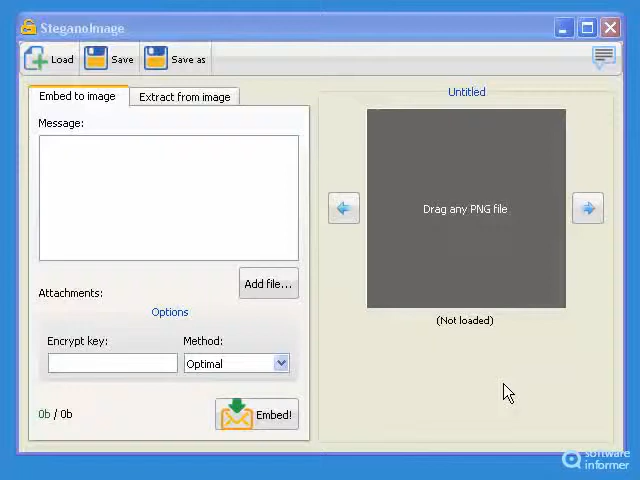 SteganoImage
Load Save Save as
Embed to image Extract from image
Untitled
Message:
Drag any PNG file
Add file...
Attachments:
Options
(Not loaded)
Encrypt key: Method:
Optimal
0b / 0b
Embed!
software
informer